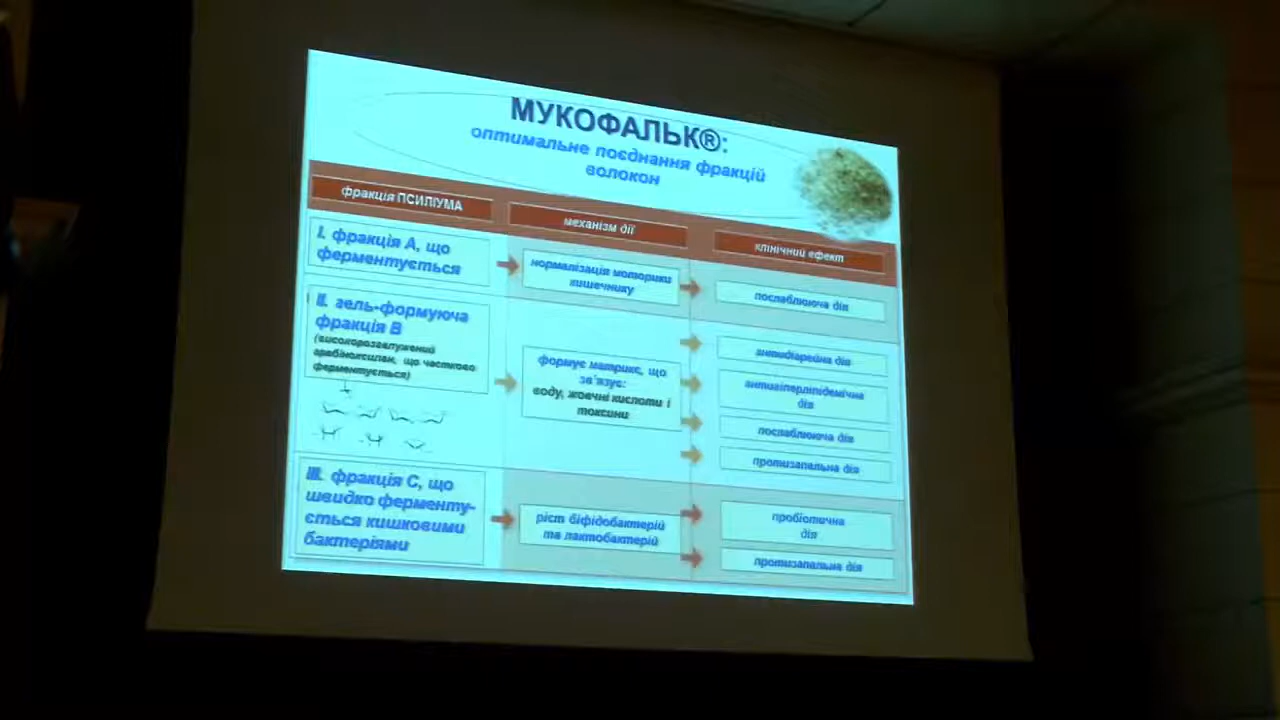 МУКОФАЛЬК®:
оптимальне поєднання фракцій
волокон
фракція ПСИЛІУМА
механізм дії
клінічний ефект
I. фракція А, що
ферментується
нормалізація моторики
кишечнику
послаблююча дія
II. гель-формуюча
фракція В
(високорозгалужений
арабіноксилан, що частково
ферментується)
формує матрикс, що
зв'язує:
воду, жовчні кислоти і
токсини
антидіарейна дія
антигіперліпідемічна
дія
послаблююча дія
протизапальна дія
III. фракція С, що
швидко ферменту-
ється кишковими
бактеріями
ріст біфідобактерій
та лактобактерій
пробіотична
дія
протизапальна дія